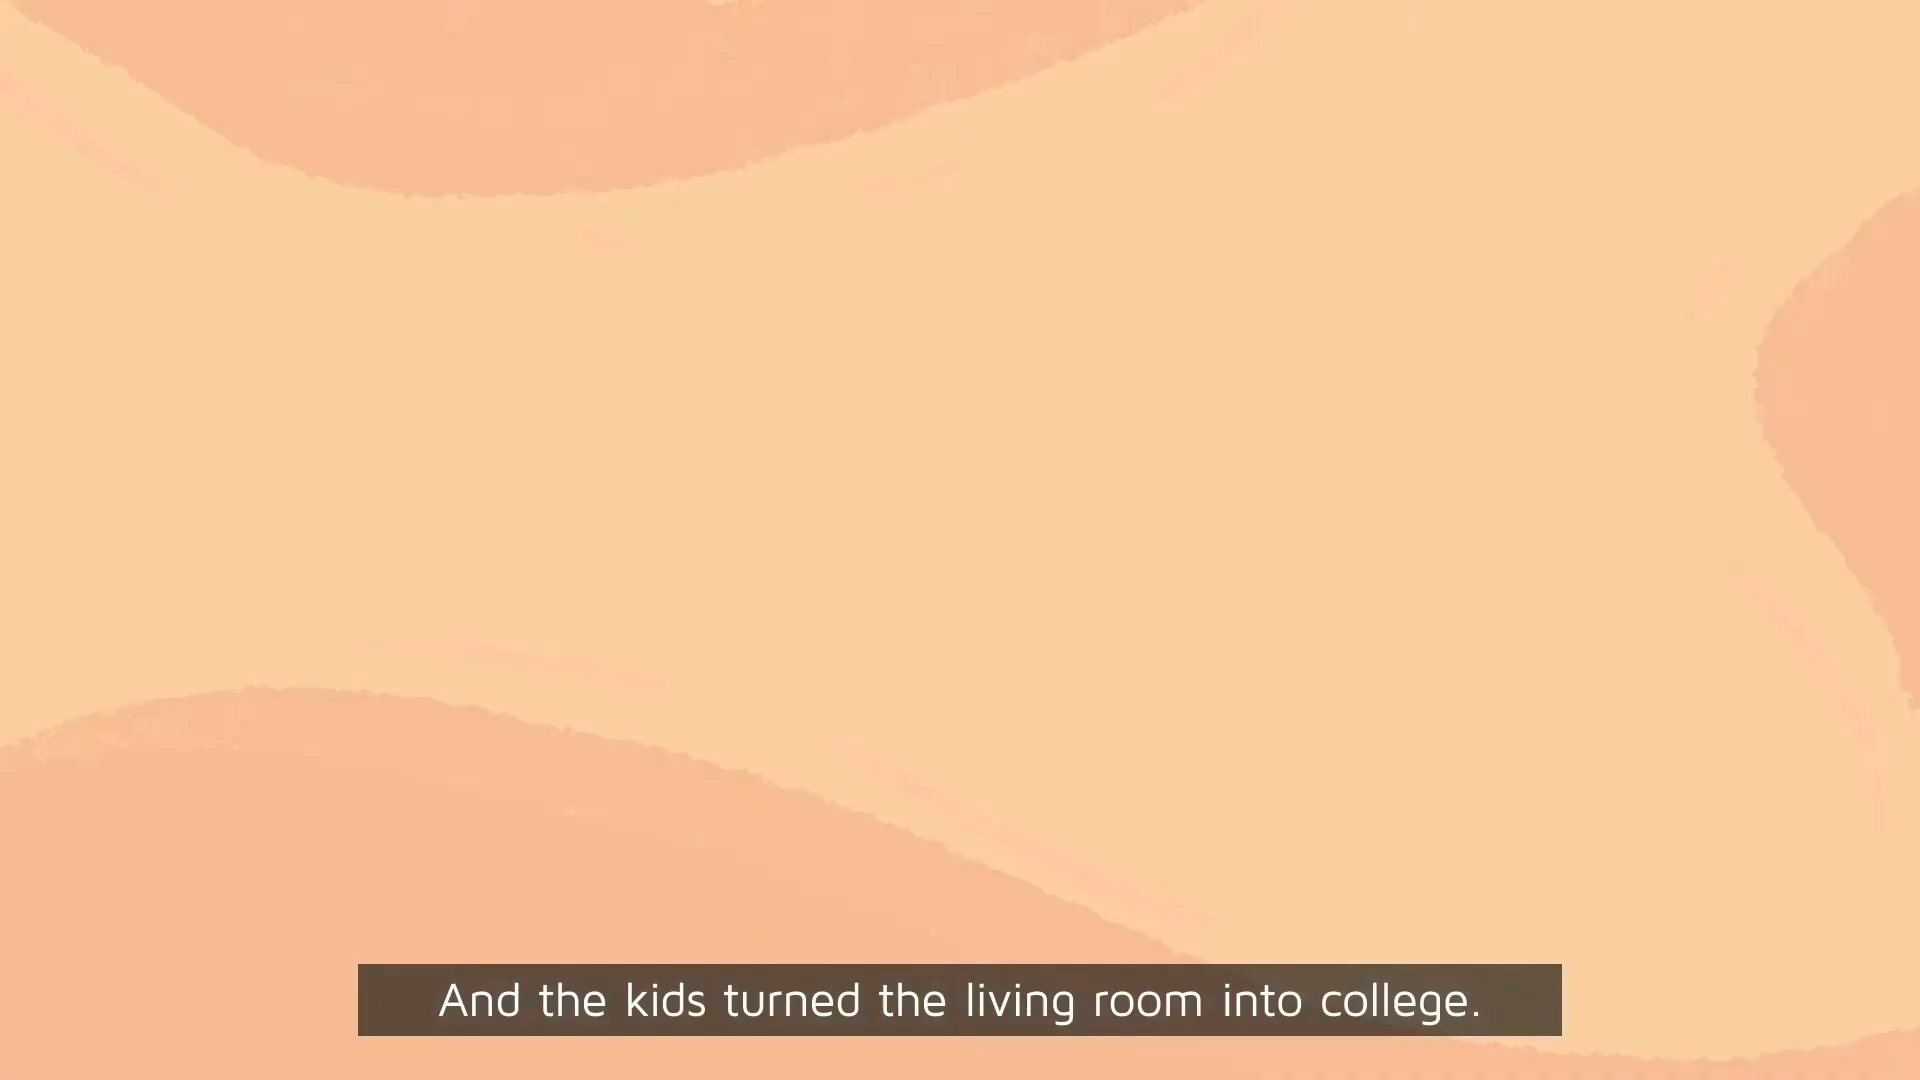 And the kids turned the living room into college.